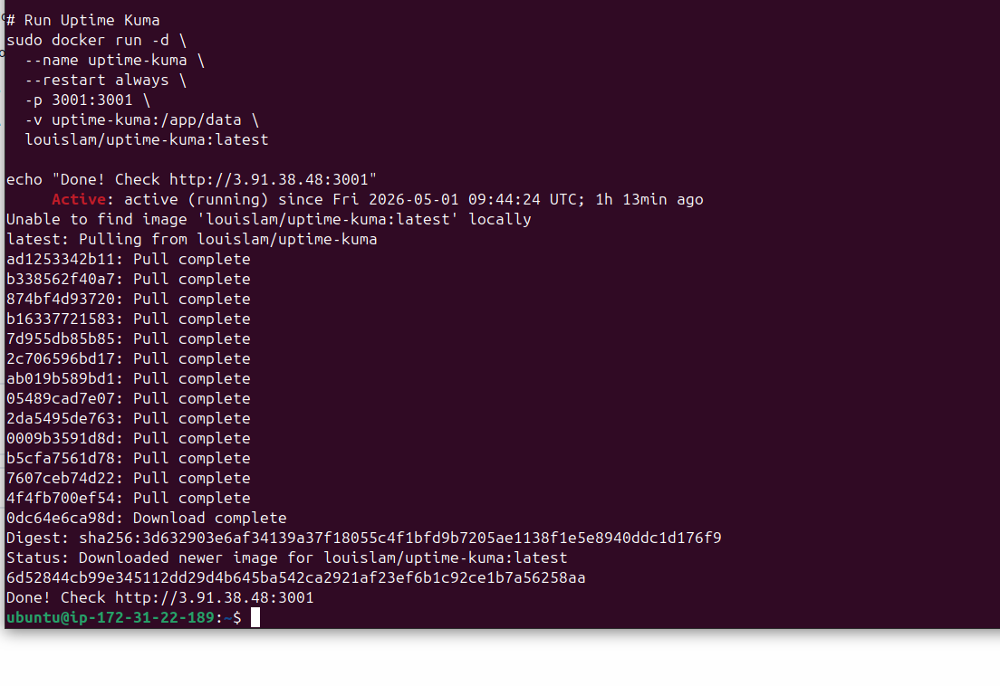 # Run Uptime Kuma
sudo docker run -d \
  --name uptime-kuma \
  --restart always \
  -p 3001:3001 \
  -v uptime-kuma:/app/data \
  louislam/uptime-kuma:latest

echo "Done! Check http://3.91.38.48:3001"
     Active: active (running) since Fri 2026-05-01 09:44:24 UTC; 1h 13min ago
Unable to find image 'louislam/uptime-kuma:latest' locally
latest: Pulling from louislam/uptime-kuma
ad1253342b11: Pull complete
b338562f40a7: Pull complete
874bf4d93720: Pull complete
b16337721583: Pull complete
7d955db85b85: Pull complete
2c706596bd17: Pull complete
ab019b589bd1: Pull complete
05489cad7e07: Pull complete
2da5495de763: Pull complete
0009b3591d8d: Pull complete
b5cfa7561d78: Pull complete
7607ceb74d22: Pull complete
4f4fb700ef54: Pull complete
0dc64e6ca98d: Download complete
Digest: sha256:3d632903e6af34139a37f18055c4f1bfd9b7205ae1138f1e5e8940ddc1d176f9
Status: Downloaded newer image for louislam/uptime-kuma:latest
6d52844cb99e345112dd29d4b645ba542ca2921af23ef6b1c92ce1b7a56258aa
Done! Check http://3.91.38.48:3001
ubuntu@ip-172-31-22-189:~$